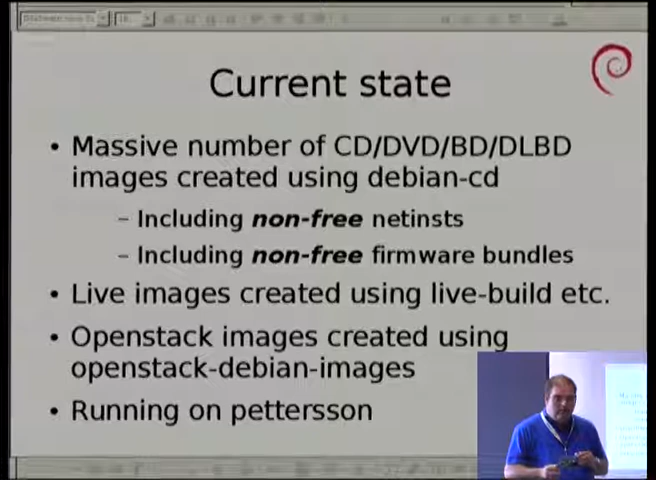 Current state
• Massive number of CD/DVD/BD/DLBD
images created using debian-cd
– Including non-free netinsts
– Including non-free firmware bundles
• Live images created using live-build etc.
• Openstack images created using
openstack-debian-images
• Running on pettersson